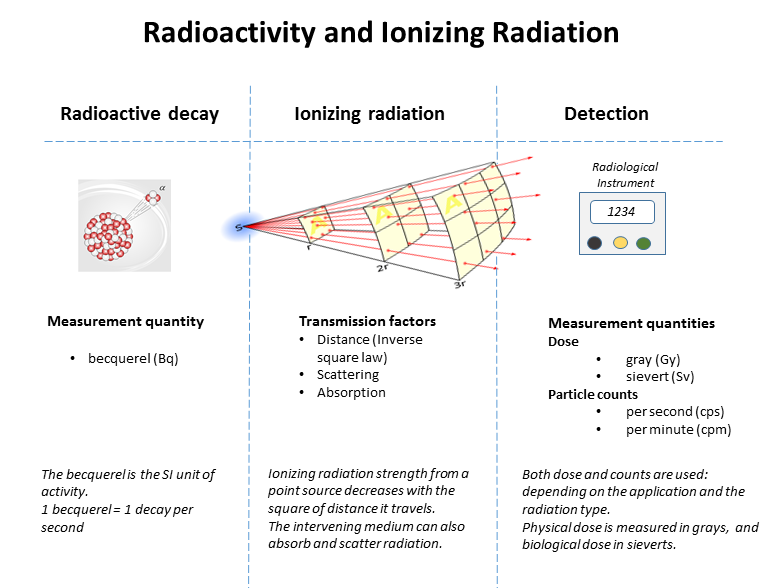 Radioactivity and Ionizing Radiation
Radioactive decay
Ionizing radiation
Detection
α
S
A
A
A
r
2r
3r
Radiological
Instrument
1234
Measurement quantity
• becquerel (Bq)
Transmission factors
• Distance (Inverse
square law)
• Scattering
• Absorption
Measurement quantities
Dose
• gray (Gy)
• sievert (Sv)
Particle counts
• per second (cps)
• per minute (cpm)
The becquerel is the SI unit of
activity.
1 becquerel = 1 decay per
second
Ionizing radiation strength from a
point source decreases with the
square of distance it travels.
The intervening medium can also
absorb and scatter radiation.
Both dose and counts are used:
depending on the application and the
radiation type.
Physical dose is measured in grays, and
biological dose in sieverts.